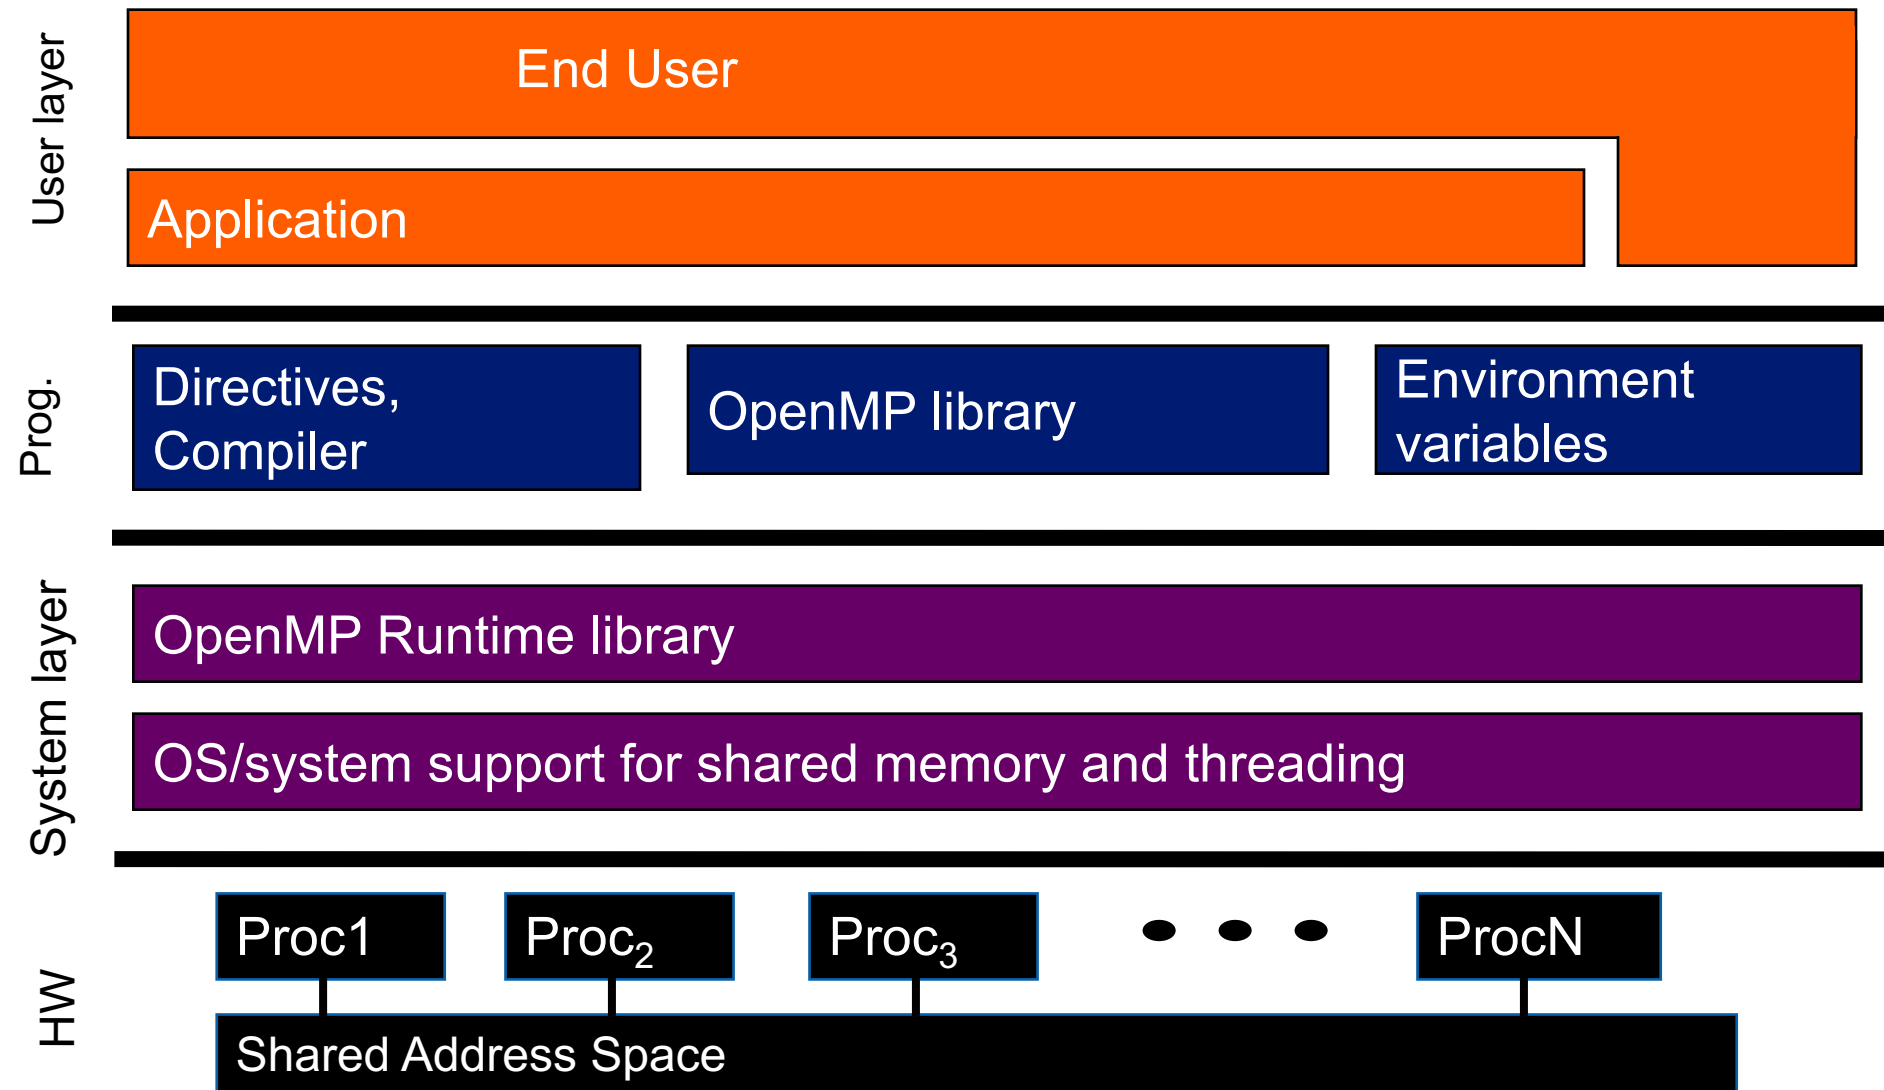 User layer
End User
Application
Prog.
Directives,
Compiler
OpenMP library
Environment
variables
System layer
OpenMP Runtime library
OS/system support for shared memory and threading
HW
Proc1
Proc₂
Proc₃
ProcN
Shared Address Space